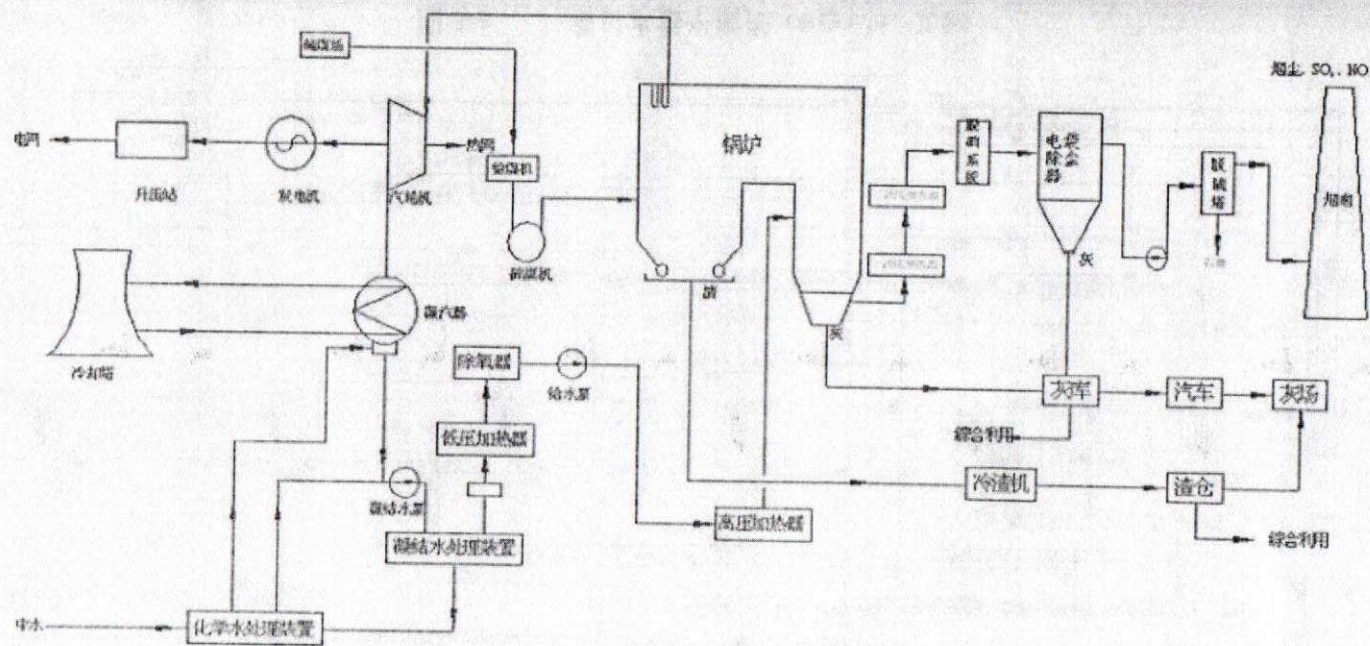 烟尘 SO₂、NO
储煤场
电网
升压站
发电机
汽轮机
热网
给煤机
碎煤机
锅炉
脱硝系统
电除尘器
脱硫塔
烟囱
冷却塔
凝汽器
渣
灰
灰
除氧器
给水泵
低压加热器
灰库
汽车
灰场
综合利用
冷渣机
渣仓
凝结水泵
高压加热器
凝结水处理装置
综合利用
中水
化学水处理装置